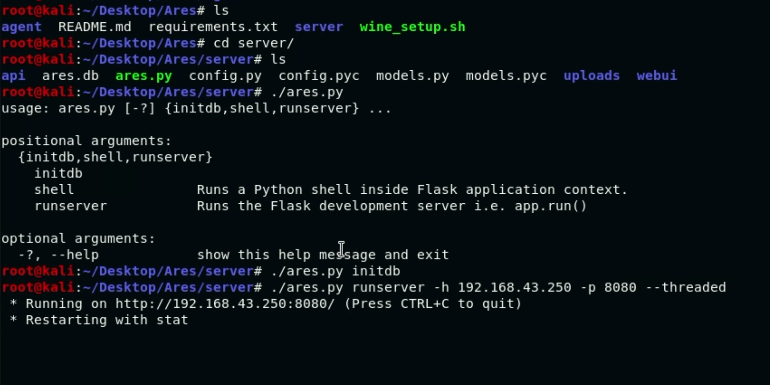 root@kali:~/Desktop/Ares# ls
agent  README.md  requirements.txt  server  wine_setup.sh
root@kali:~/Desktop/Ares# cd server/
root@kali:~/Desktop/Ares/server# ls
api  ares.db  ares.py  config.py  config.pyc  models.py  models.pyc  uploads  webui
root@kali:~/Desktop/Ares/server# ./ares.py
usage: ares.py [-?] {initdb,shell,runserver} ...
positional arguments:
  {initdb,shell,runserver}
    initdb
    shell               Runs a Python shell inside Flask application context.
    runserver           Runs the Flask development server i.e. app.run()
optional arguments:
  -?, --help            show this help message and exit
root@kali:~/Desktop/Ares/server# ./ares.py initdb
root@kali:~/Desktop/Ares/server# ./ares.py runserver -h 192.168.43.250 -p 8080 --threaded
 * Running on http://192.168.43.250:8080/ (Press CTRL+C to quit)
 * Restarting with stat